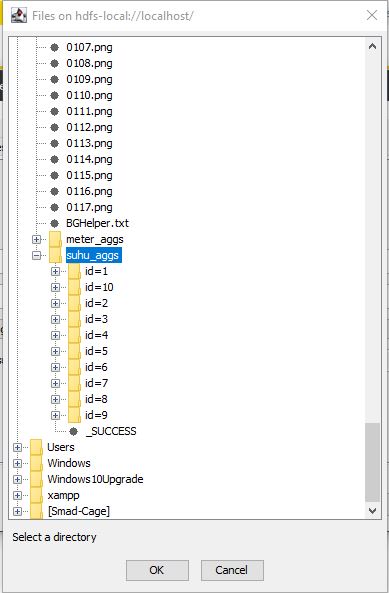 Files on hdfs-local://localhost/
0107.png
0108.png
0109.png
0110.png
0111.png
0112.png
0113.png
0114.png
0115.png
0116.png
0117.png
BGHelper.txt
meter_aggs
suhu_aggs
id=1
id=10
id=2
id=3
id=4
id=5
id=6
id=7
id=8
id=9
_SUCCESS
Users
Windows
Windows10Upgrade
xampp
[Smad-Cage]
Select a directory
OK
Cancel